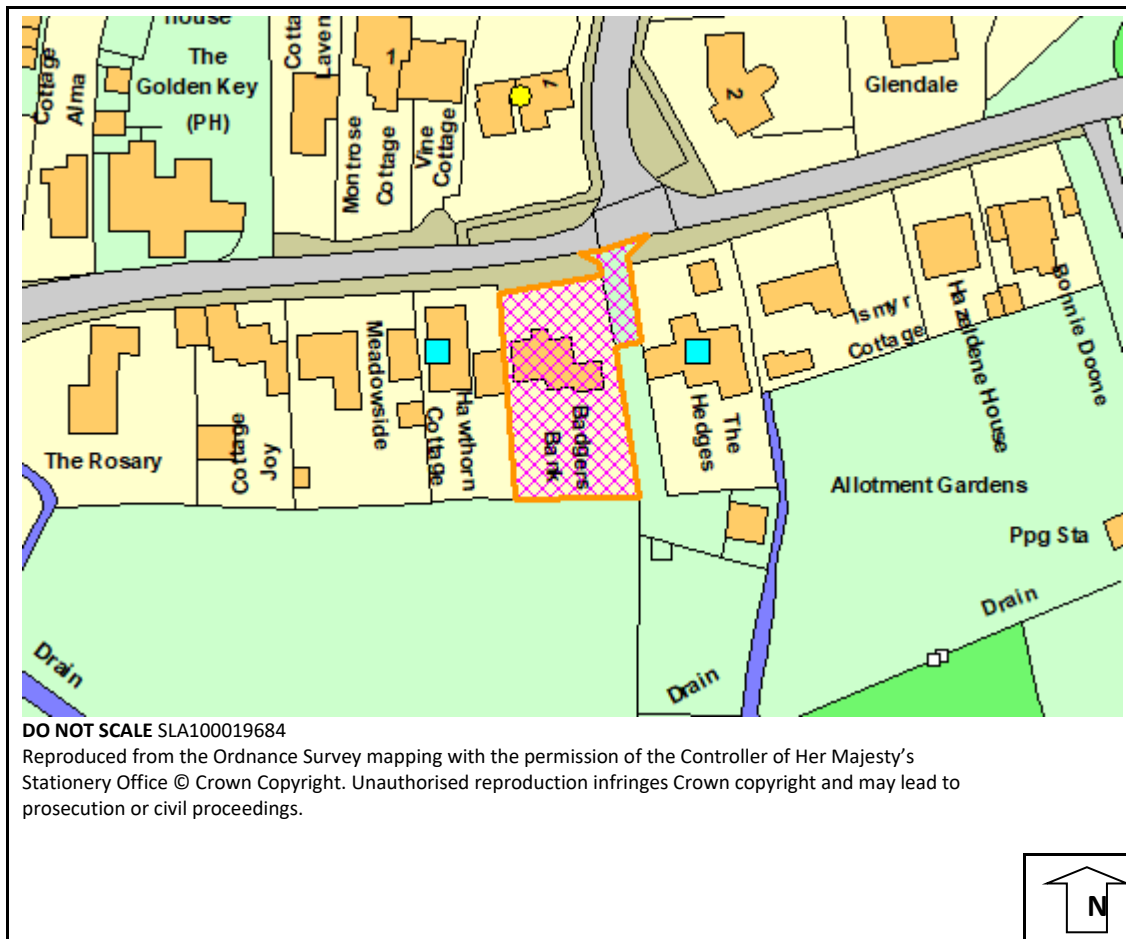 house
The
Golden Key
(PH)
Cottage
Alma
Cotta
Laven
1
Montrose
Cottage
Vine
Cottage
1
2
Glendale
The Rosary
Cottage
Joy
Meadowside
Cottage
Hawthorn
Bank
Badgers
The
Hedges
Ismyr
Cottage
Hazeldene House
Bonnie Doone
Allotment Gardens
Ppg Sta
Drain
Drain
Drain
DO NOT SCALE SLA100019684
Reproduced from the Ordnance Survey mapping with the permission of the Controller of Her Majesty's
Stationery Office © Crown Copyright. Unauthorised reproduction infringes Crown copyright and may lead to
prosecution or civil proceedings.
N